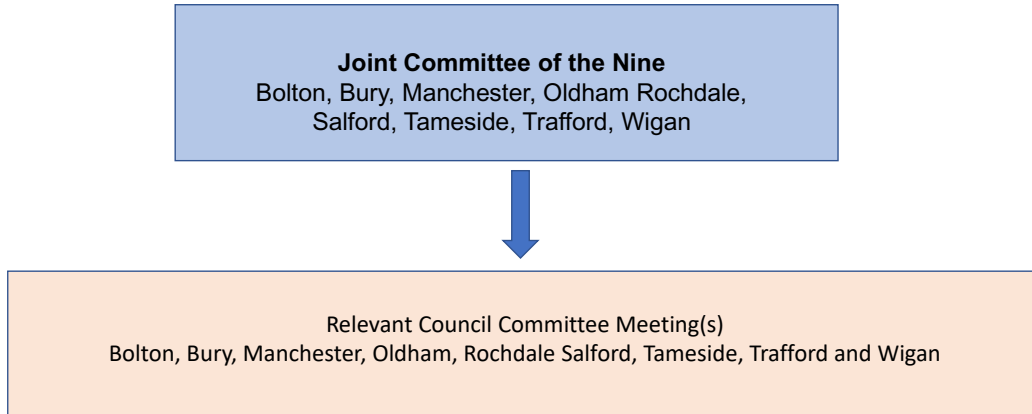 Joint Committee of the Nine
Bolton, Bury, Manchester, Oldham Rochdale,
Salford, Tameside, Trafford, Wigan
Relevant Council Committee Meeting(s)
Bolton, Bury, Manchester, Oldham, Rochdale Salford, Tameside, Trafford and Wigan